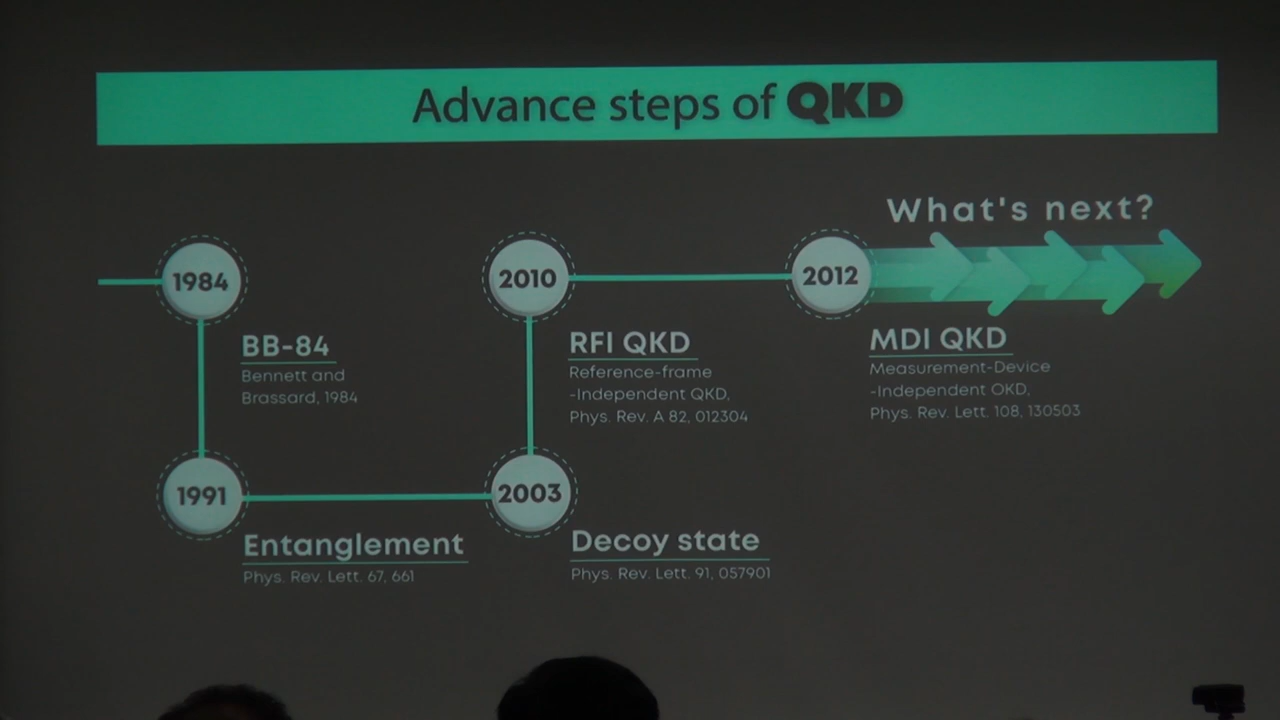 Advance steps of QKD
What's next?
1984
2010
2012
BB-84
Bennett and
Brassard, 1984
RFI QKD
Reference-frame
-Independent QKD,
Phys. Rev. A 82, 012304
MDI QKD
Measurement-Device
-Independent QKD,
Phys. Rev. Lett. 108, 130503
1991
2003
Entanglement
Phys. Rev. Lett. 67, 661
Decoy state
Phys. Rev. Lett. 91, 057901